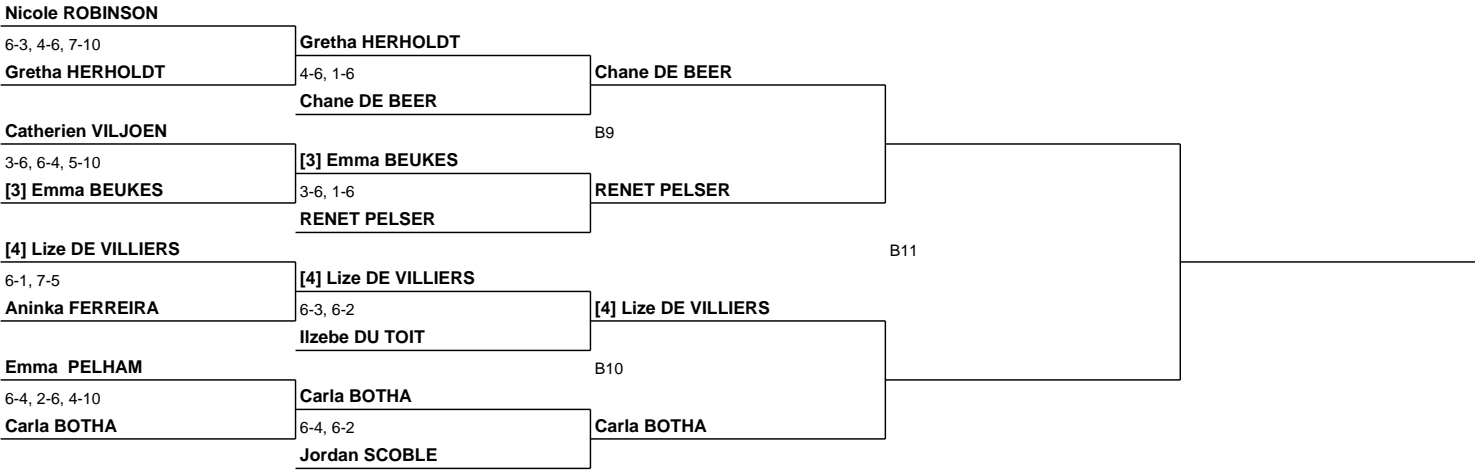 Nicole ROBINSON
6-3, 4-6, 7-10
Gretha HERHOLDT
Gretha HERHOLDT
4-6, 1-6
Chane DE BEER
Chane DE BEER
Catherien VILJOEN
B9
3-6, 6-4, 5-10
[3] Emma BEUKES
[3] Emma BEUKES
3-6, 1-6
RENET PELSER
RENET PELSER
[4] Lize DE VILLIERS
B11
6-1, 7-5
[4] Lize DE VILLIERS
Aninka FERREIRA
6-3, 6-2
[4] Lize DE VILLIERS
Ilzebe DU TOIT
Emma  PELHAM
B10
6-4, 2-6, 4-10
Carla BOTHA
Carla BOTHA
6-4, 6-2
Carla BOTHA
Jordan SCOBLE